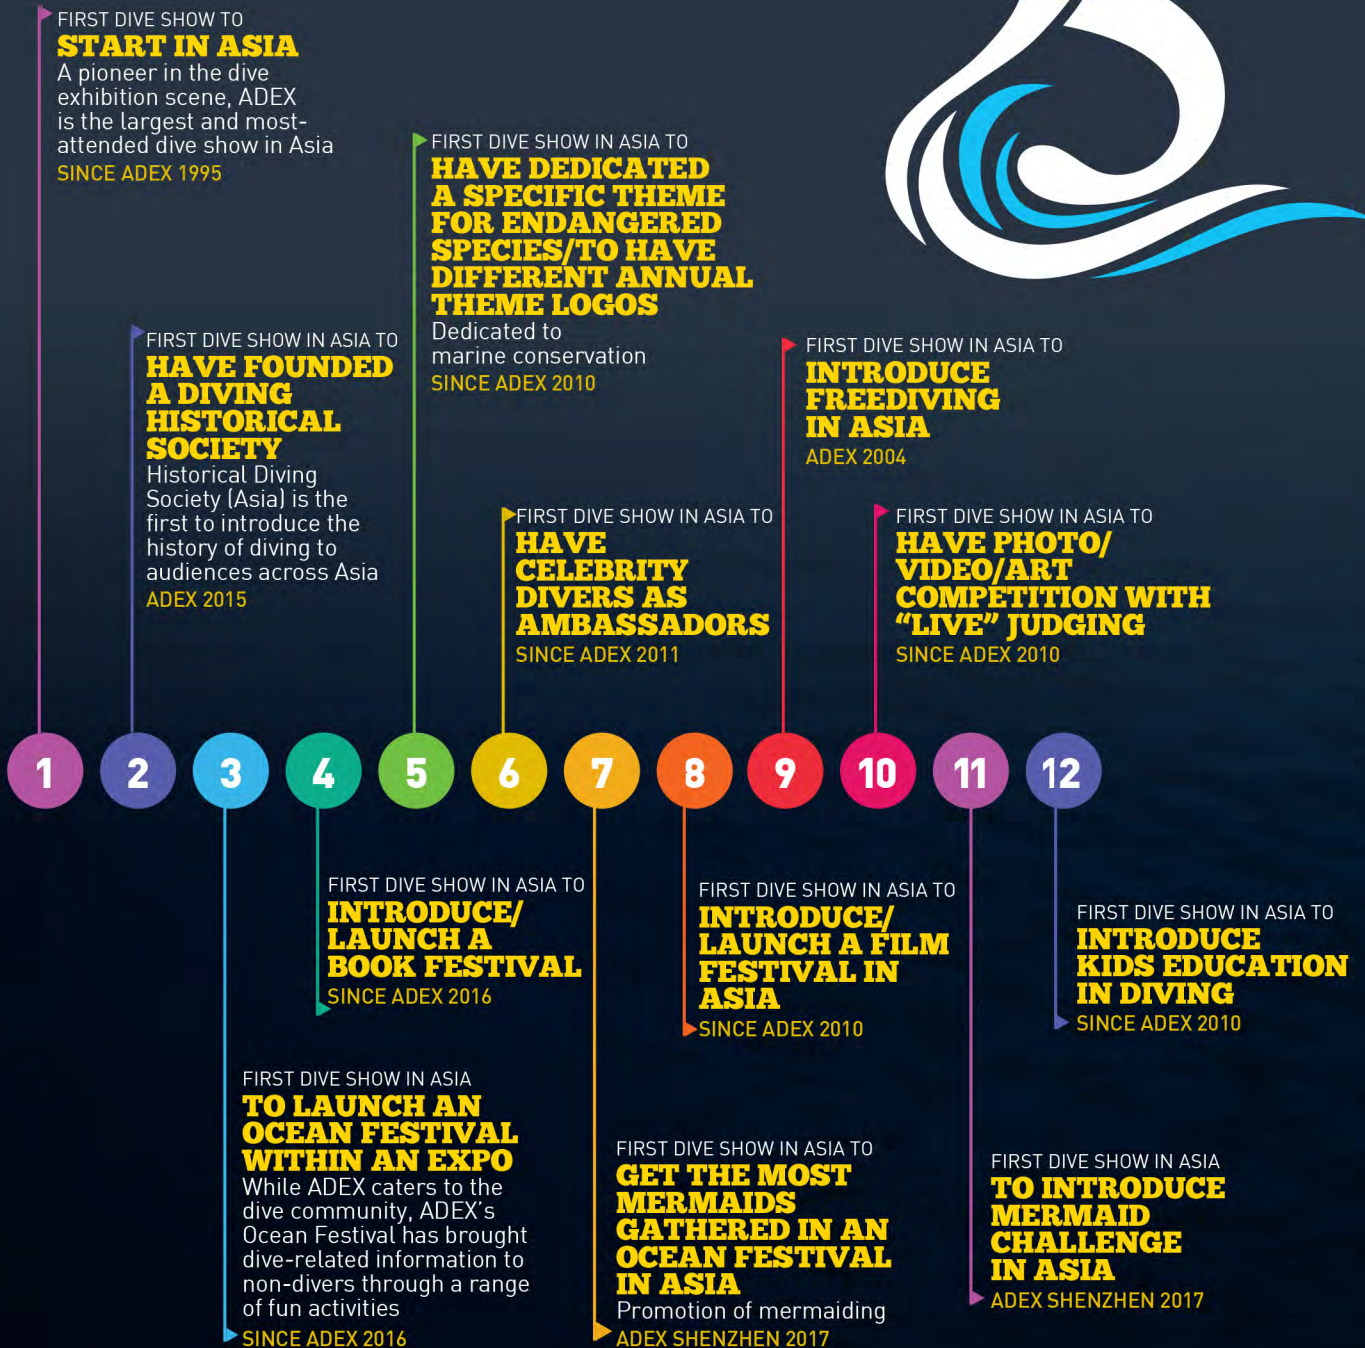 FIRST DIVE SHOW TO
START IN ASIA
A pioneer in the dive
exhibition scene, ADEX
is the largest and most-
attended dive show in Asia
SINCE ADEX 1995
FIRST DIVE SHOW IN ASIA TO
HAVE FOUNDED
A DIVING
HISTORICAL
SOCIETY
Historical Diving
Society (Asia) is the
first to introduce the
history of diving to
audiences across Asia
ADEX 2015
FIRST DIVE SHOW IN ASIA TO
HAVE DEDICATED
A SPECIFIC THEME
FOR ENDANGERED
SPECIES/TO HAVE
DIFFERENT ANNUAL
THEME LOGOS
Dedicated to
marine conservation
SINCE ADEX 2010
FIRST DIVE SHOW IN ASIA TO
HAVE
CELEBRITY
DIVERS AS
AMBASSADORS
SINCE ADEX 2011
FIRST DIVE SHOW IN ASIA TO
INTRODUCE
FREEDIVING
IN ASIA
ADEX 2004
FIRST DIVE SHOW IN ASIA TO
HAVE PHOTO/
VIDEO/ART
COMPETITION WITH
“LIVE” JUDGING
SINCE ADEX 2010
1 2 3 4 5 6 7 8 9 10 11 12
FIRST DIVE SHOW IN ASIA
TO LAUNCH AN
OCEAN FESTIVAL
WITHIN AN EXPO
While ADEX caters to the
dive community, ADEX’s
Ocean Festival has brought
dive-related information to
non-divers through a range
of fun activities
SINCE ADEX 2016
FIRST DIVE SHOW IN ASIA TO
INTRODUCE/
LAUNCH A
BOOK FESTIVAL
SINCE ADEX 2016
FIRST DIVE SHOW IN ASIA TO
GET THE MOST
MERMAIDS
GATHERED IN AN
OCEAN FESTIVAL
IN ASIA
Promotion of mermaiding
ADEX SHENZHEN 2017
FIRST DIVE SHOW IN ASIA TO
INTRODUCE/
LAUNCH A FILM
FESTIVAL IN
ASIA
SINCE ADEX 2010
FIRST DIVE SHOW IN ASIA
TO INTRODUCE
MERMAID
CHALLENGE
IN ASIA
ADEX SHENZHEN 2017
FIRST DIVE SHOW IN ASIA TO
INTRODUCE
KIDS EDUCATION
IN DIVING
SINCE ADEX 2010